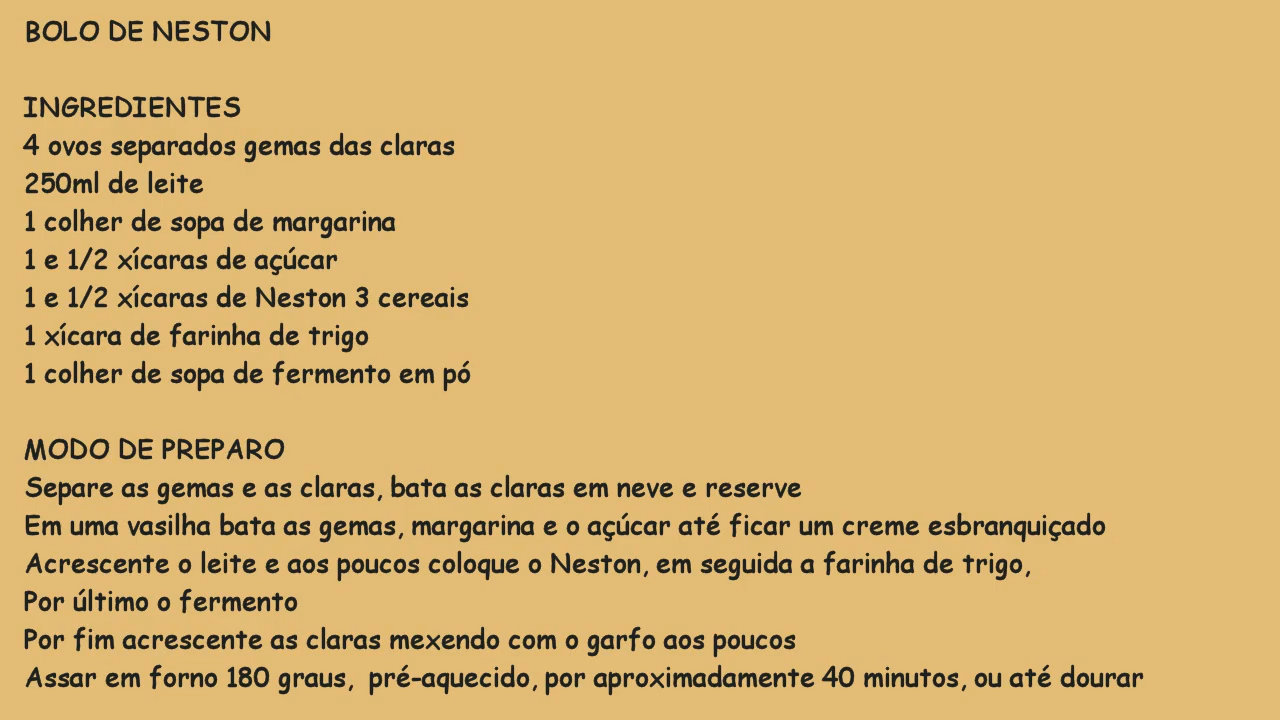 BOLO DE NESTON
INGREDIENTES
4 ovos separados gemas das claras
250ml de leite
1 colher de sopa de margarina
1 e 1/2 xícaras de açúcar
1 e 1/2 xícaras de Neston 3 cereais
1 xícara de farinha de trigo
1 colher de sopa de fermento em pó
MODO DE PREPARO
Separe as gemas e as claras, bata as claras em neve e reserve
Em uma vasilha bata as gemas, margarina e o açúcar até ficar um creme esbranquiçado
Acrescente o leite e aos poucos coloque o Neston, em seguida a farinha de trigo,
Por último o fermento
Por fim acrescente as claras mexendo com o garfo aos poucos
Assar em forno 180 graus,  pré-aquecido, por aproximadamente 40 minutos, ou até dourar